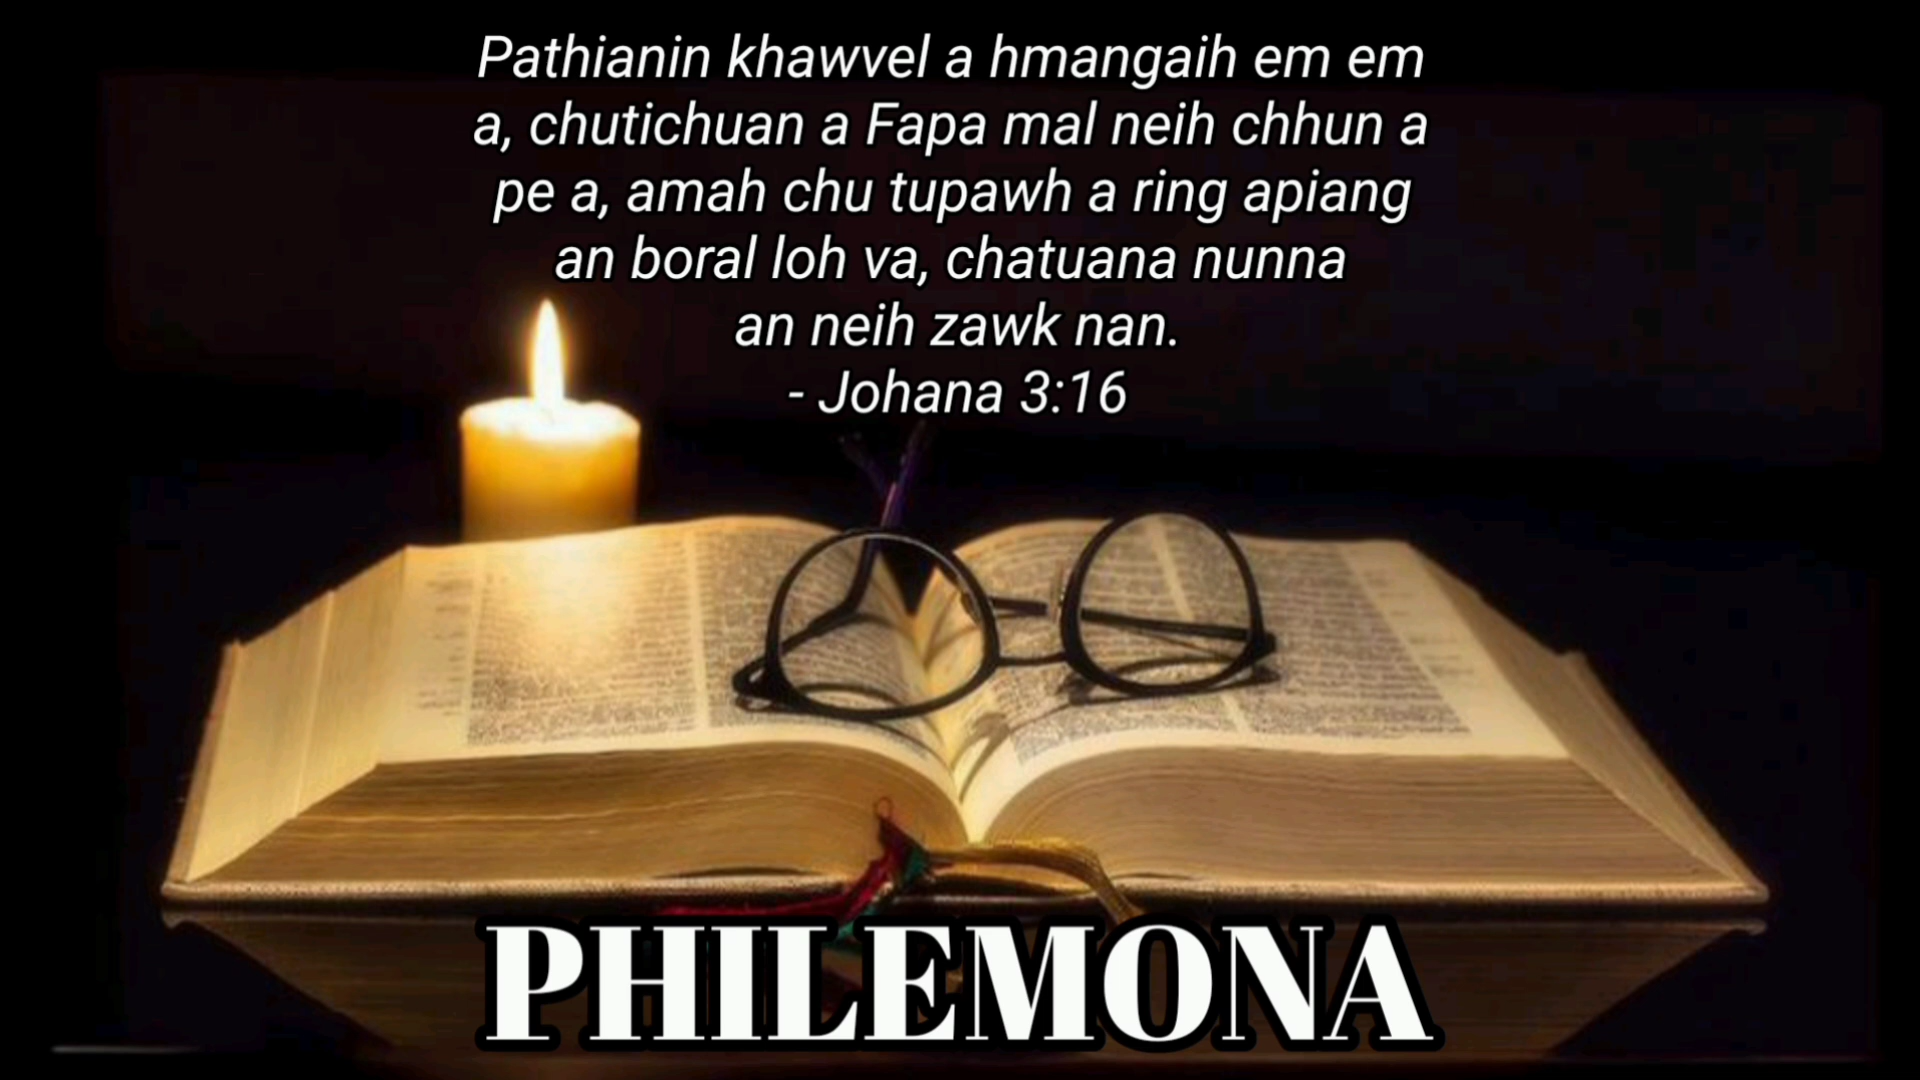 Pathianin khawvel a hmangaih em em
a, chutichuan a Fapa mal neih chhun a
pe a, amah chu tupawh a ring apiang
an boral loh va, chatuana nunna
an neih zawk nan.
- Johana 3:16
PHILEMONA